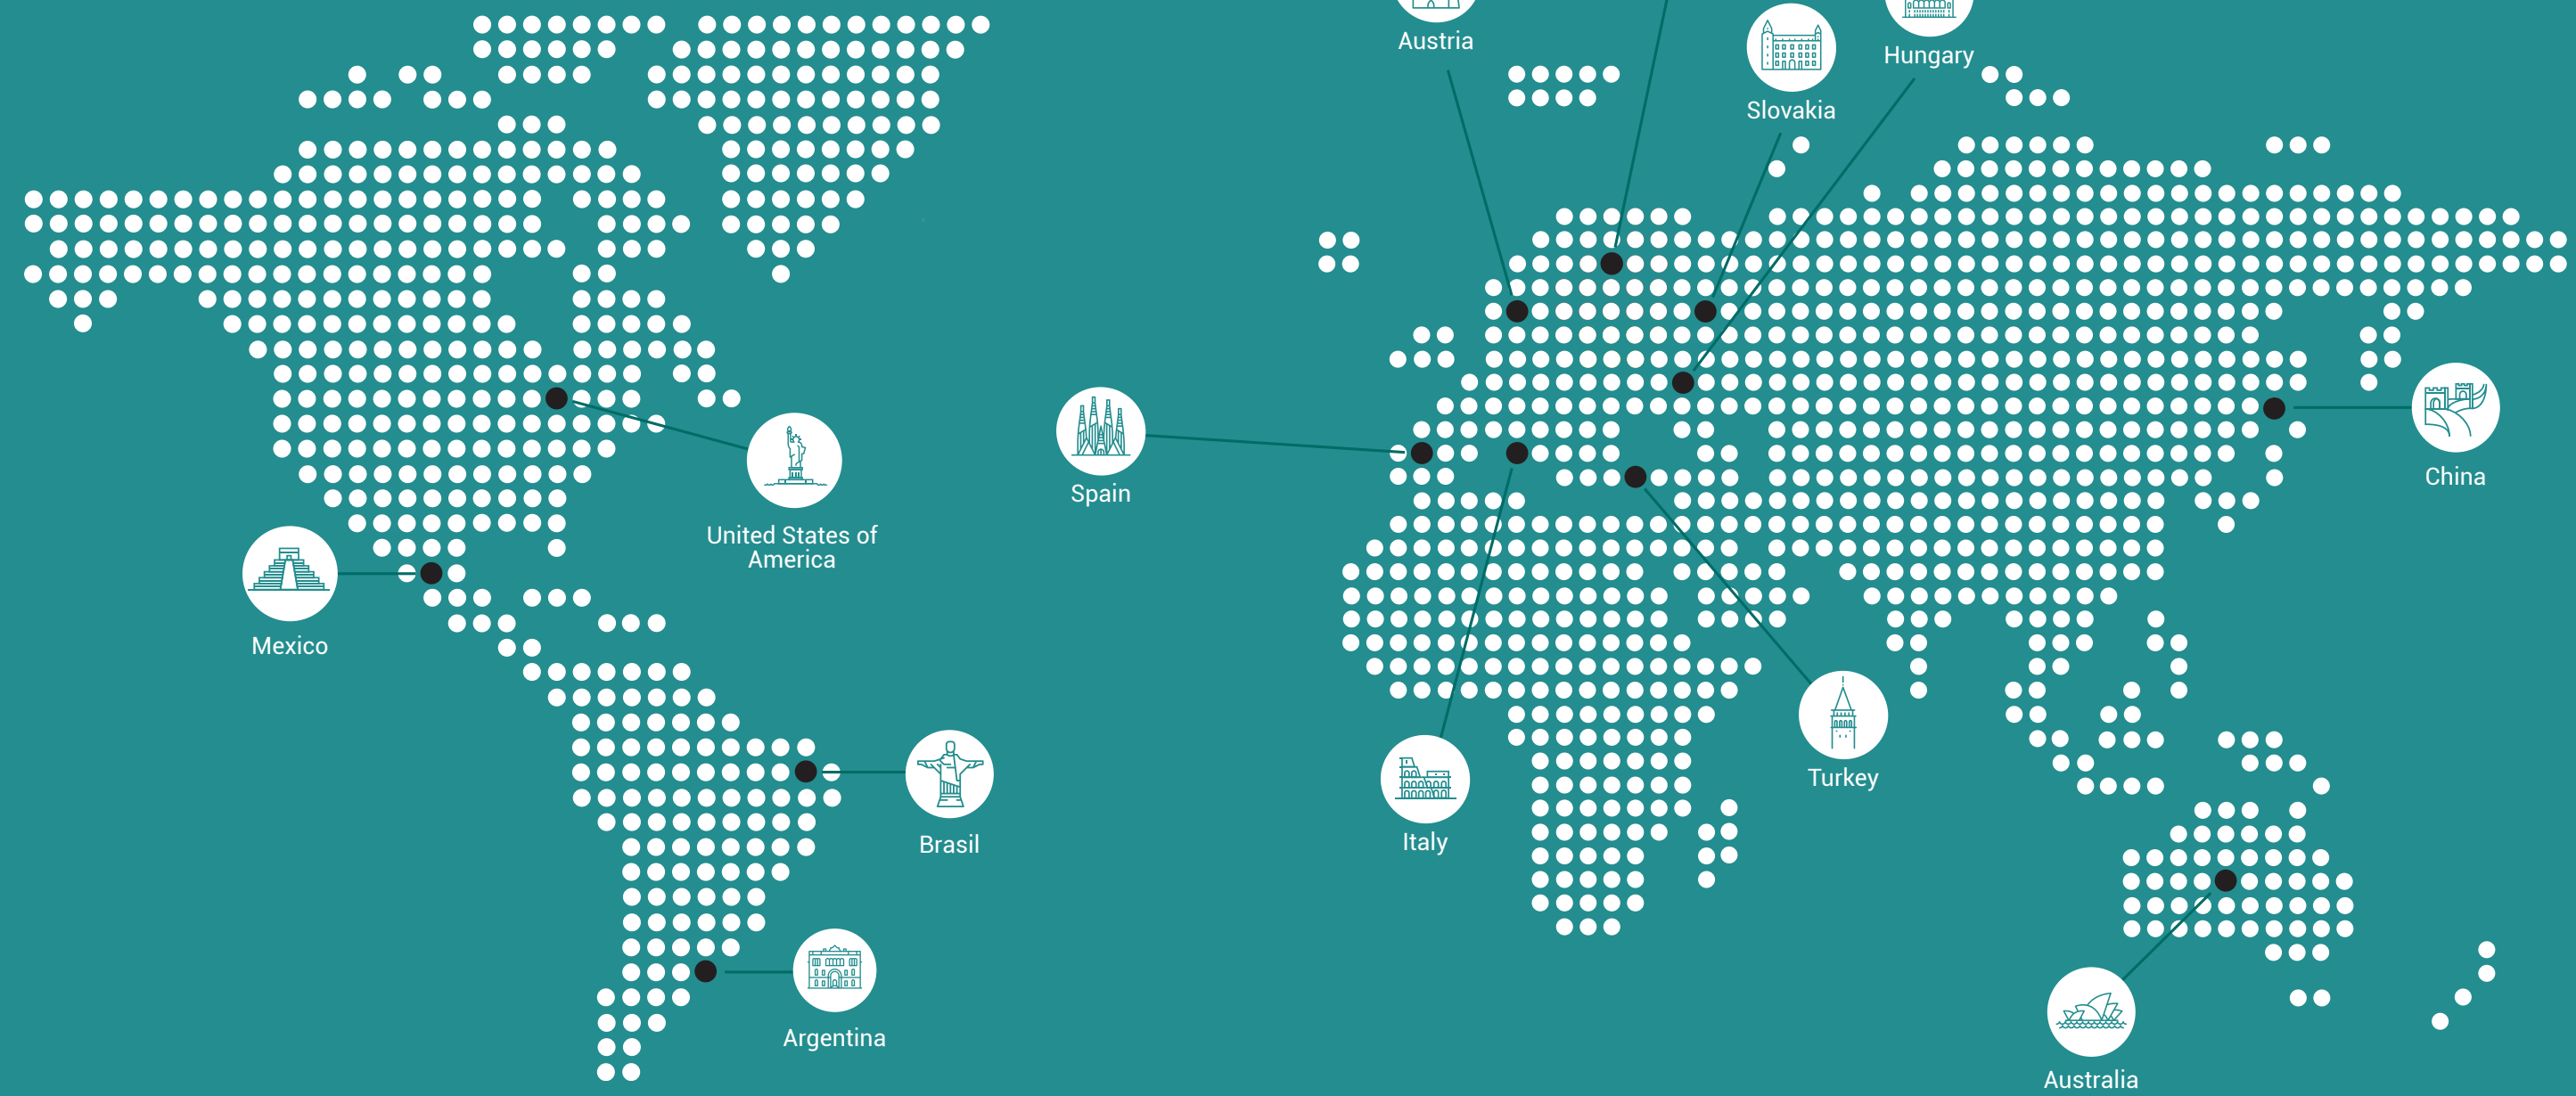 Austria
Hungary
Slovakia
Spain
China
United States of
America
Mexico
Turkey
Italy
Brasil
Argentina
Australia